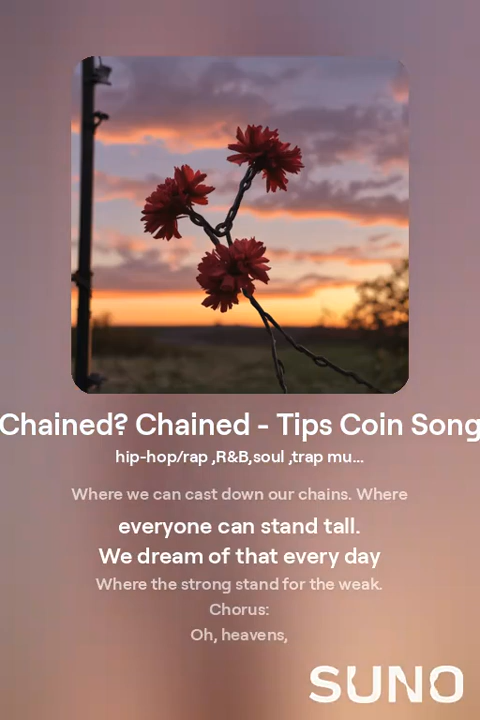 Chained? Chained - Tips Coin Song
hip-hop/rap ,R&B,soul ,trap mu...
Where we can cast down our chains. Where
everyone can stand tall.
We dream of that every day
Where the strong stand for the weak.
Chorus:
Oh, heavens,
SUNO